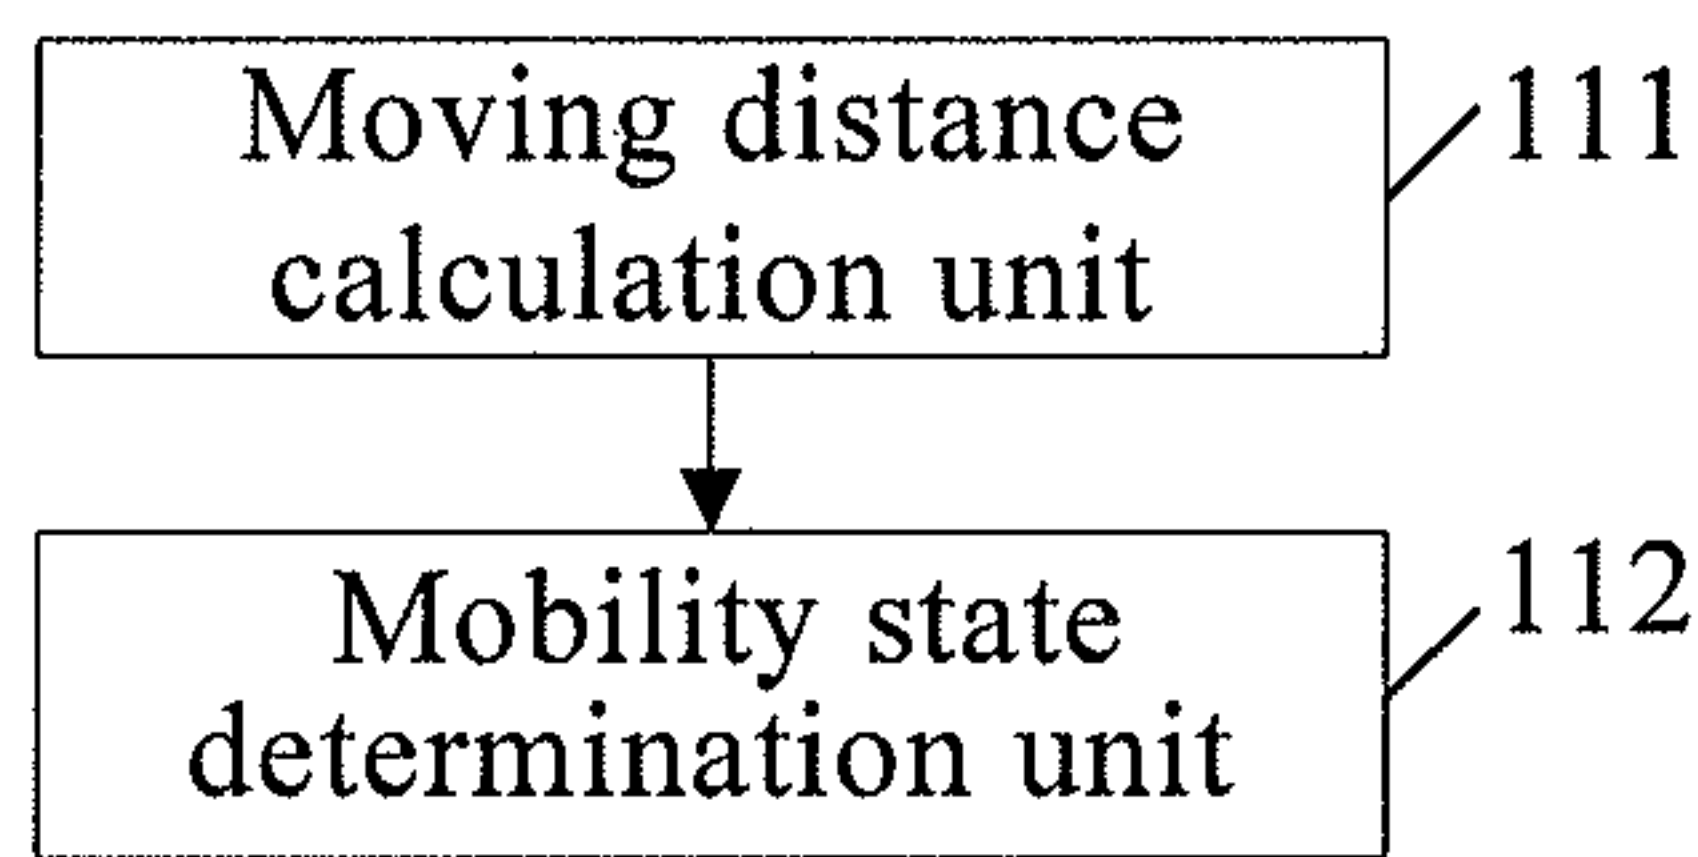 Moving distance
calculation unit
111
Mobility state
determination unit
112